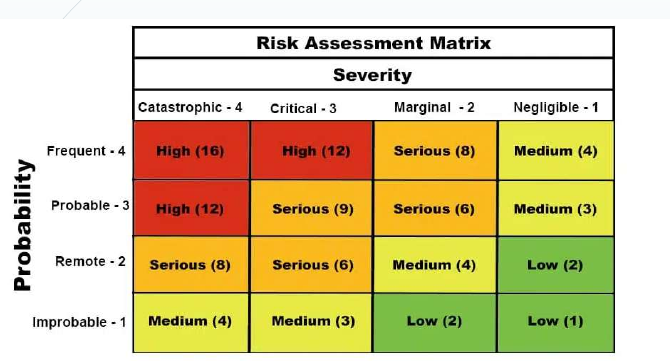 Risk Assessment Matrix
Severity
Catastrophic - 4 Critical - 3 Marginal - 2 Negligible - 1
Probability
Frequent - 4 High (16) High (12) Serious (8) Medium (4)
Probable - 3 High (12) Serious (9) Serious (6) Medium (3)
Remote - 2 Serious (8) Serious (6) Medium (4) Low (2)
Improbable - 1 Medium (4) Medium (3) Low (2) Low (1)